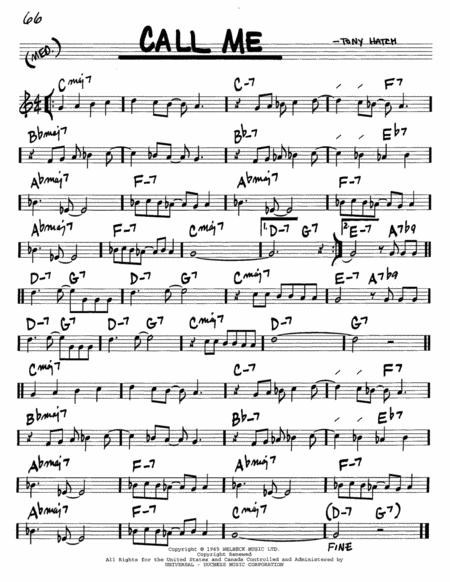 66
(MED.) CALL ME - TONY HATCH
Cmaj7 C-7 F7
Bbmaj7 Bb-7 Eb7
Abmaj7 F-7 Abmaj7 F-7
Abmaj7 F-7 Cmaj7 1. D-7 G7 2. E-7 A7b9
D-7 G7 Cmaj7 E-7 A7b9
D-7 G7 Cmaj7 D-7 G7
Cmaj7 C-7 F7
Bbmaj7 Bb-7 Eb7
Abmaj7 F-7 Abmaj7 F-7
Abmaj7 F-7 Cmaj7 (D-7 G7)
FINE
Copyright © 1965 WELBECK MUSIC LTD.
Copyright Renewed
All Rights for the United States and Canada Controlled and Administered by
UNIVERSAL - DUCHESS MUSIC CORPORATION